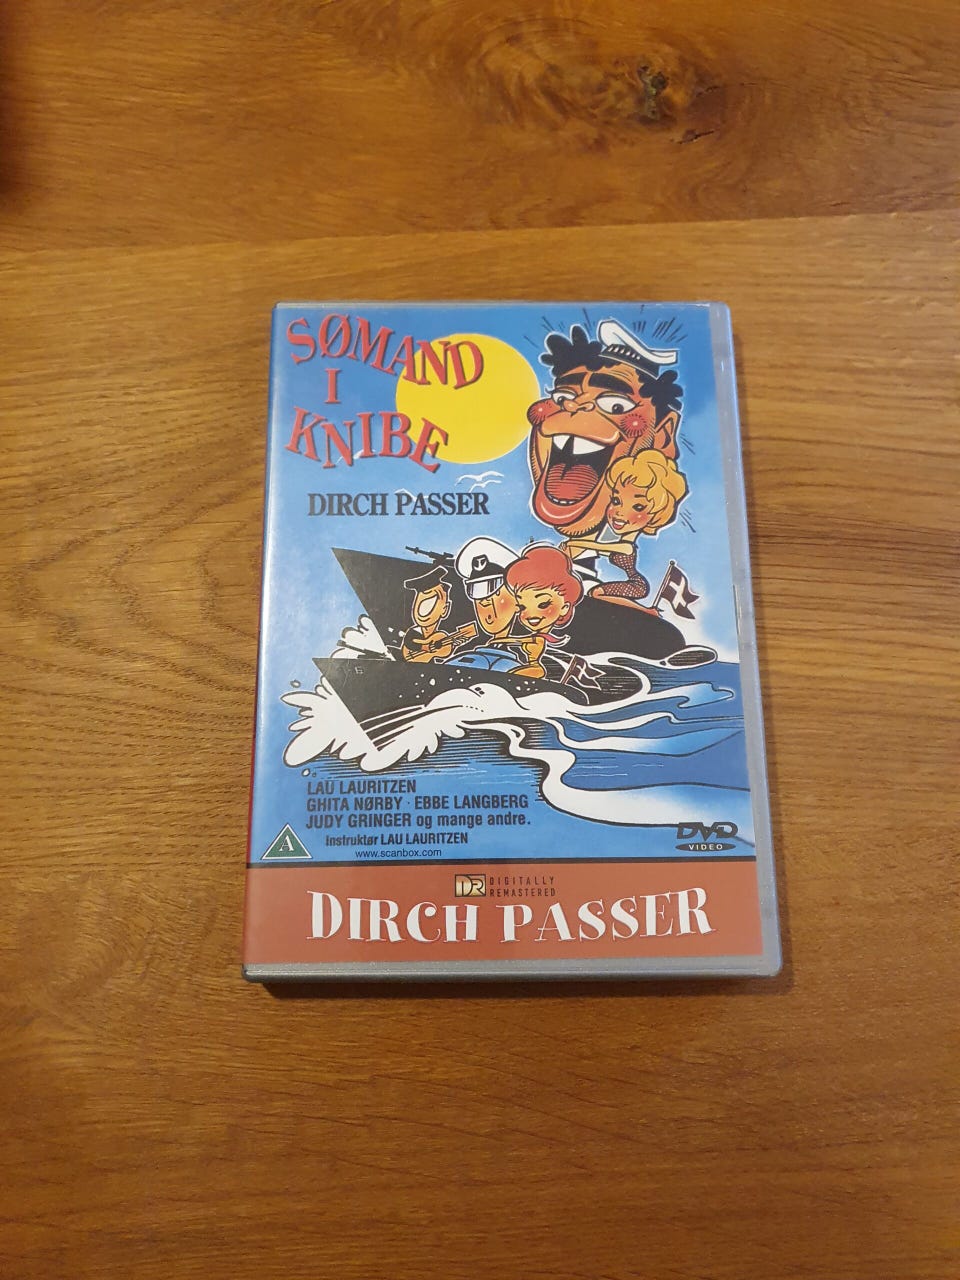 SØMAND
I
KNIBE
DIRCH PASSER
LAU LAURITZEN
GHITA NØRBY · EBBE LANGBERG
JUDY GRINGER og mange andre.
Instruktør LAU LAURITZEN
www.scanbox.com
A
DVD
VIDEO
DR DIGITALLY
REMASTERED
DIRCH PASSER